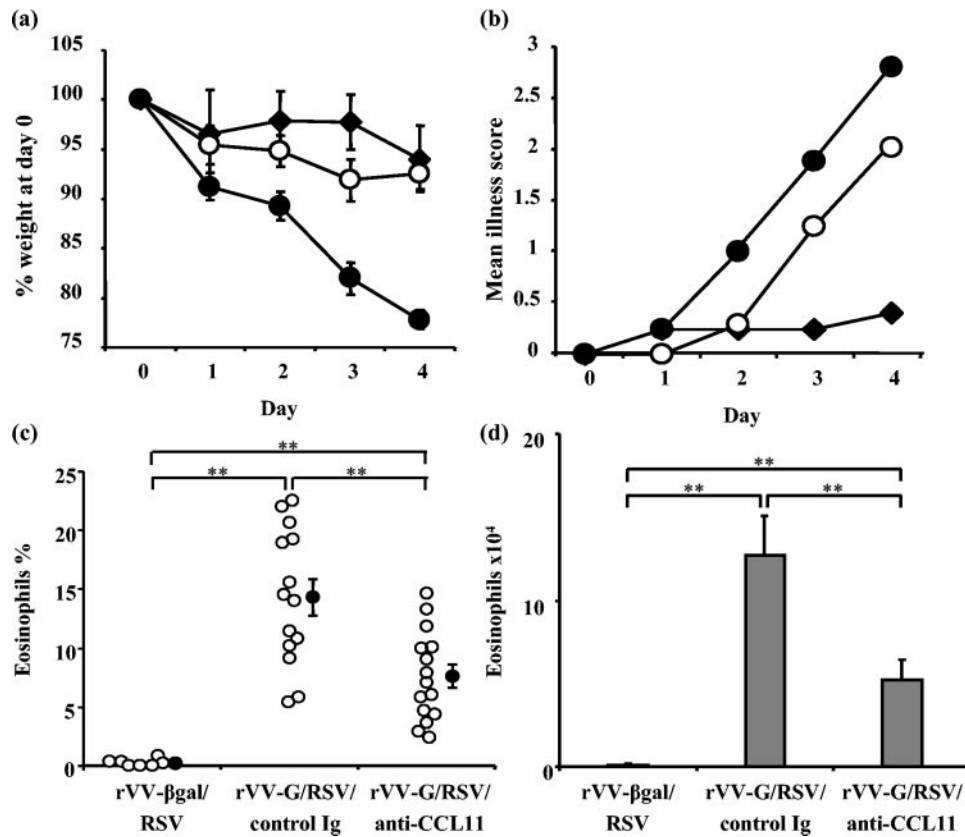 (a)
105
100
95
90
85
80
75
% weight at day 0
0 1 2 3 4
Day
(b)
3
2.5
2
1.5
1
0.5
0
Mean illness score
0 1 2 3 4
Day
(c)
25
20
15
10
5
0
Eosinophils %
**
** **
rVV-βgal/ rVV-G/RSV/ rVV-G/RSV/
RSV control Ig anti-CCL11
(d)
20
10
0
Eosinophils x10⁴
**
** **
rVV-βgal/ rVV-G/RSV/ rVV-G/RSV/
RSV control Ig anti-CCL11